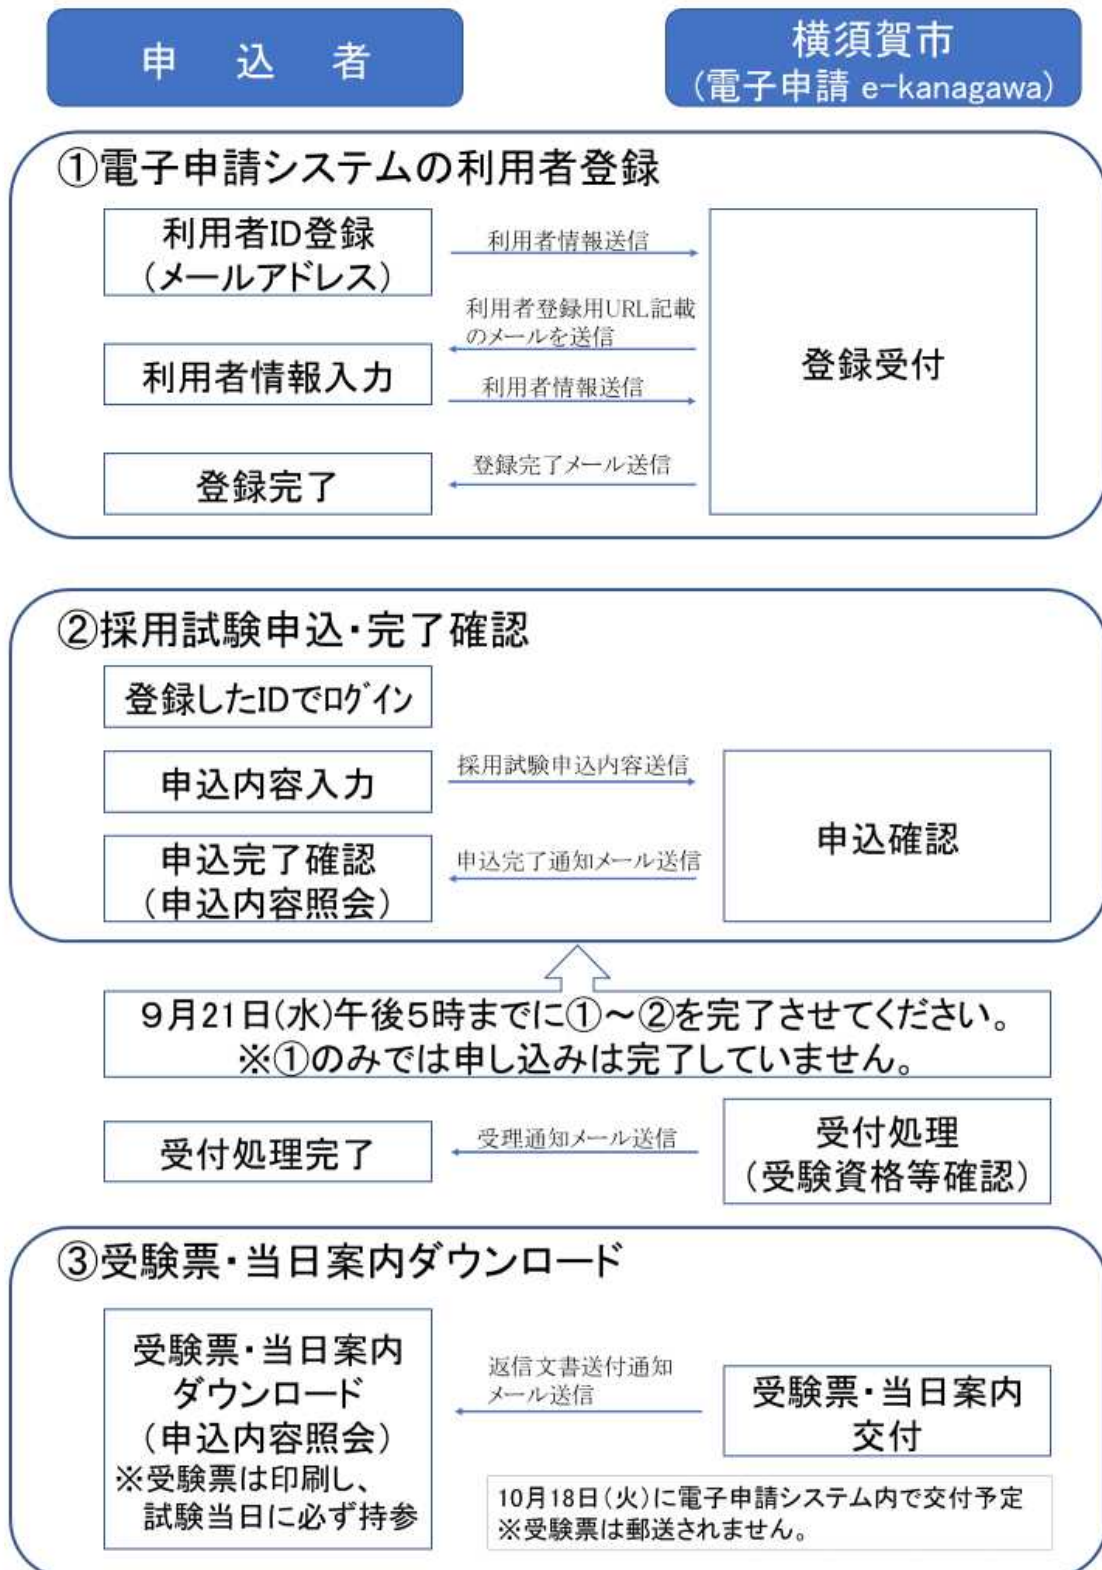 申　込　者
横須賀市
(電子申請 e-kanagawa)
①電子申請システムの利用者登録
利用者ID登録
（メールアドレス）
利用者情報送信
利用者登録用URL記載
のメールを送信
利用者情報入力
利用者情報送信
登録受付
登録完了メール送信
登録完了
②採用試験申込・完了確認
登録したIDでﾛｸﾞｲﾝ
申込内容入力
採用試験申込内容送信
申込確認
申込完了確認
（申込内容照会）
申込完了通知メール送信
９月21日(水)午後５時までに①～②を完了させてください。
※①のみでは申し込みは完了していません。
受付処理完了
受理通知メール送信
受付処理
（受験資格等確認）
③受験票・当日案内ダウンロード
受験票・当日案内
ダウンロード
（申込内容照会）
※受験票は印刷し、
試験当日に必ず持参
返信文書送付通知
メール送信
受験票・当日案内
交付
10月18日（火）に電子申請システム内で交付予定
※受験票は郵送されません。